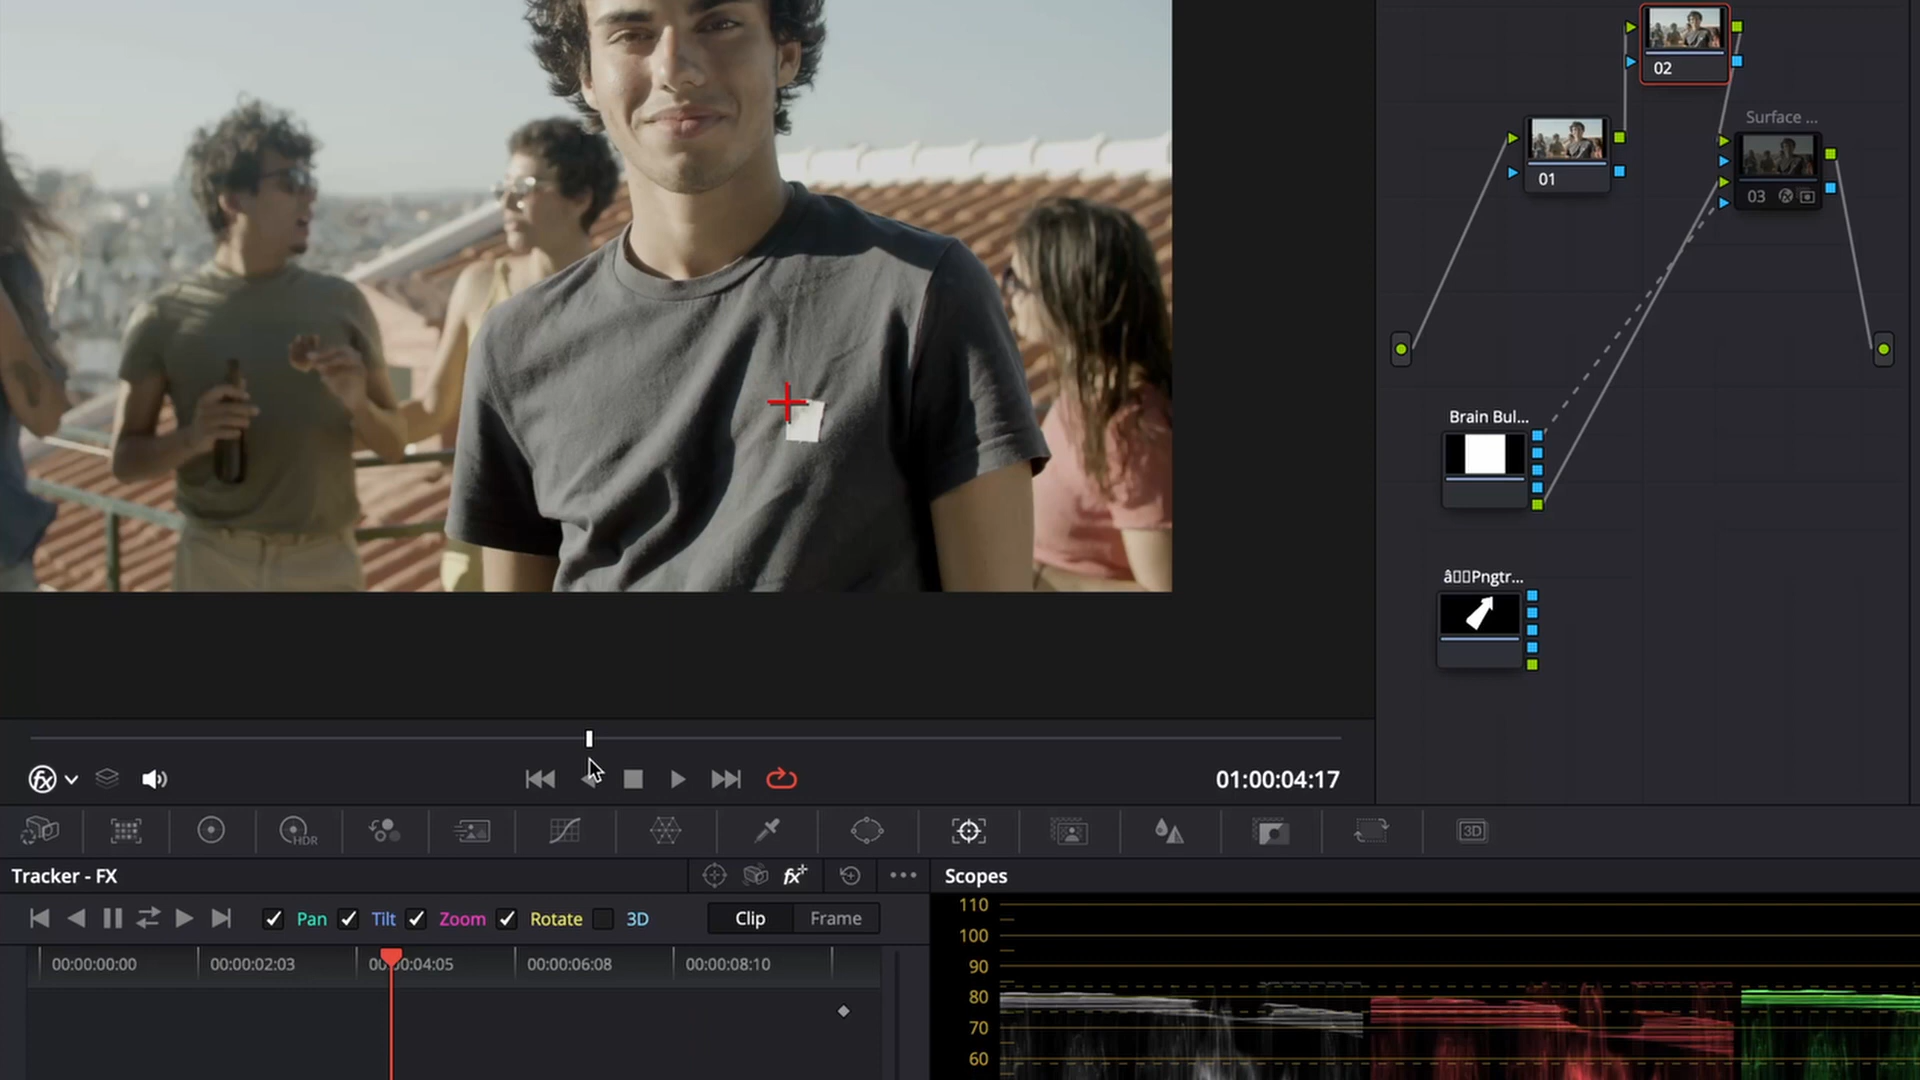 02
Surface ...
01
03
Brain Bul...
â▯▯Pngtr...
01:00:04:17
HDR
3D
Tracker - FX
fx
Scopes
Pan
Tilt
Zoom
Rotate
3D
Clip
Frame
00:00:00:00
00:00:02:03
00:00:04:05
00:00:06:08
00:00:08:10
110
100
90
80
70
60